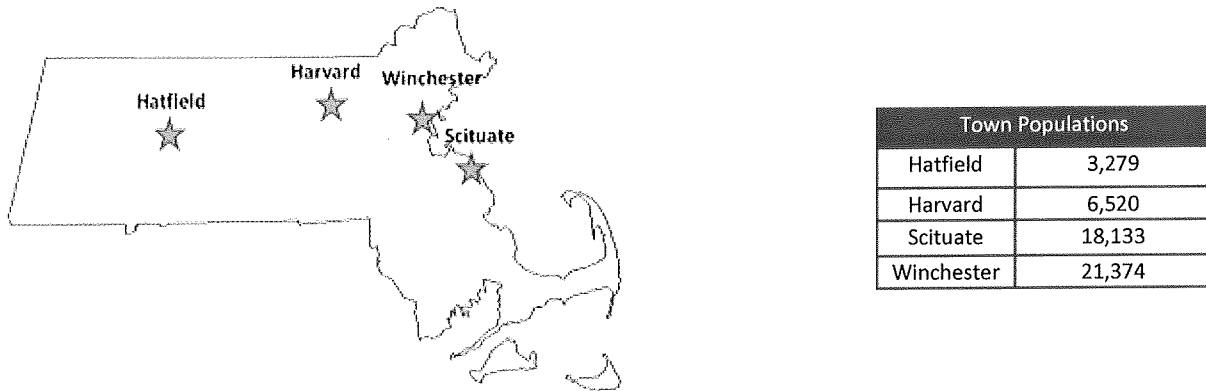 Harvard
Winchester
Hatfield
Scituate
Town Populations
Hatfield 3,279
Harvard 6,520
Scituate 18,133
Winchester 21,374